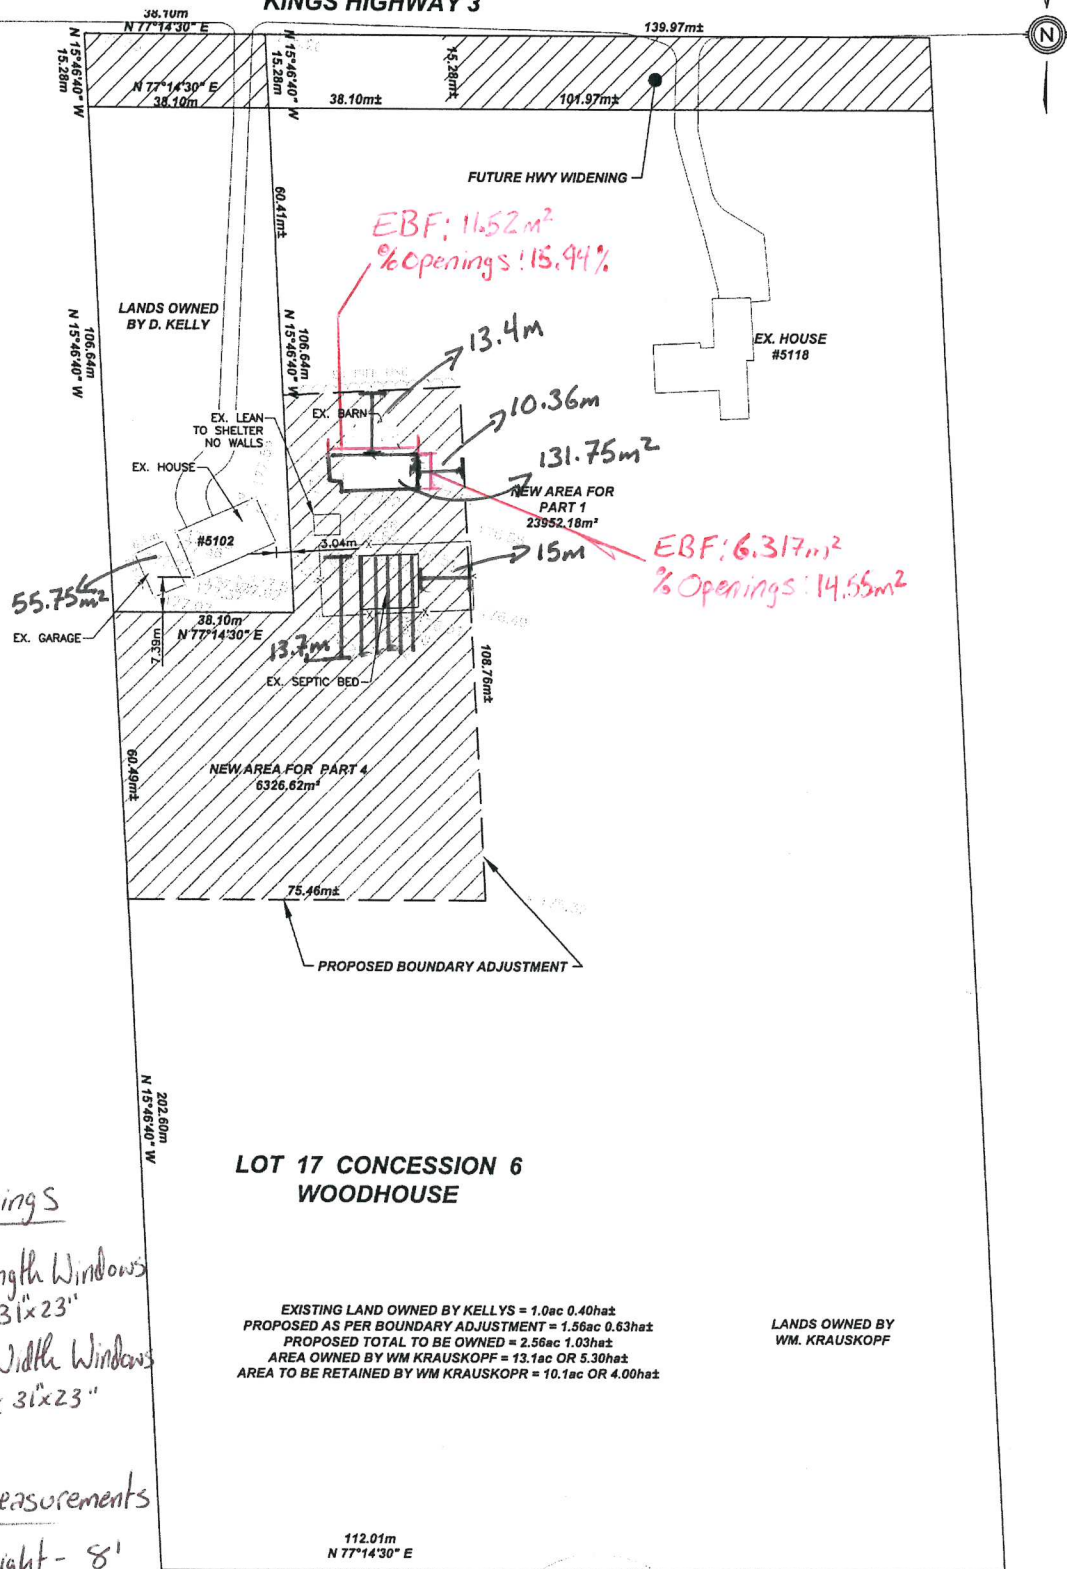 KINGS HIGHWAY 3
38.10m
N 77°14'30" E
139.97m±
N
N 15°46'40" W
15.28m
N 77°14'30" E
38.10m
N 15°46'40" W
15.28m
38.10m±
15.28m±
101.97m±
FUTURE HWY WIDENING
60.41m±
EBF: 11.52m²
% Openings: 15.94%
LANDS OWNED
BY D. KELLY
106.64m
N 15°46'40" W
106.64m
N 15°46'40" W
13.4m
EX. HOUSE
#5118
EX. BARN
10.36m
EX. LEAN
TO SHELTER
NO WALLS
131.75m²
EX. HOUSE
NEW AREA FOR
PART 1
23952.18m²
#5102
3.04m
15m
EBF: 6.317m²
% Openings: 14.55m²
55.75m²
EX. GARAGE
7.39m
38.10m
N 77°14'30" E
13.7m
EX. SEPTIC BED
108.76m±
60.49m±
NEW AREA FOR PART 4
6326.62m²
75.46m±
PROPOSED BOUNDARY ADJUSTMENT
202.60m
N 15°46'40" W
LOT 17 CONCESSION 6
WOODHOUSE
ings
ngth Windows
31"x23"
Width Windows
31"x23"
EXISTING LAND OWNED BY KELLYS = 1.0ac 0.40ha±
PROPOSED AS PER BOUNDARY ADJUSTMENT = 1.56ac 0.63ha±
PROPOSED TOTAL TO BE OWNED = 2.56ac 1.03ha±
AREA OWNED BY WM KRAUSKOPF = 13.1ac OR 5.30ha±
AREA TO BE RETAINED BY WM KRAUSKOPR = 10.1ac OR 4.00ha±
LANDS OWNED BY
WM. KRAUSKOPF
easurements
ight - 8'
112.01m
N 77°14'30" E